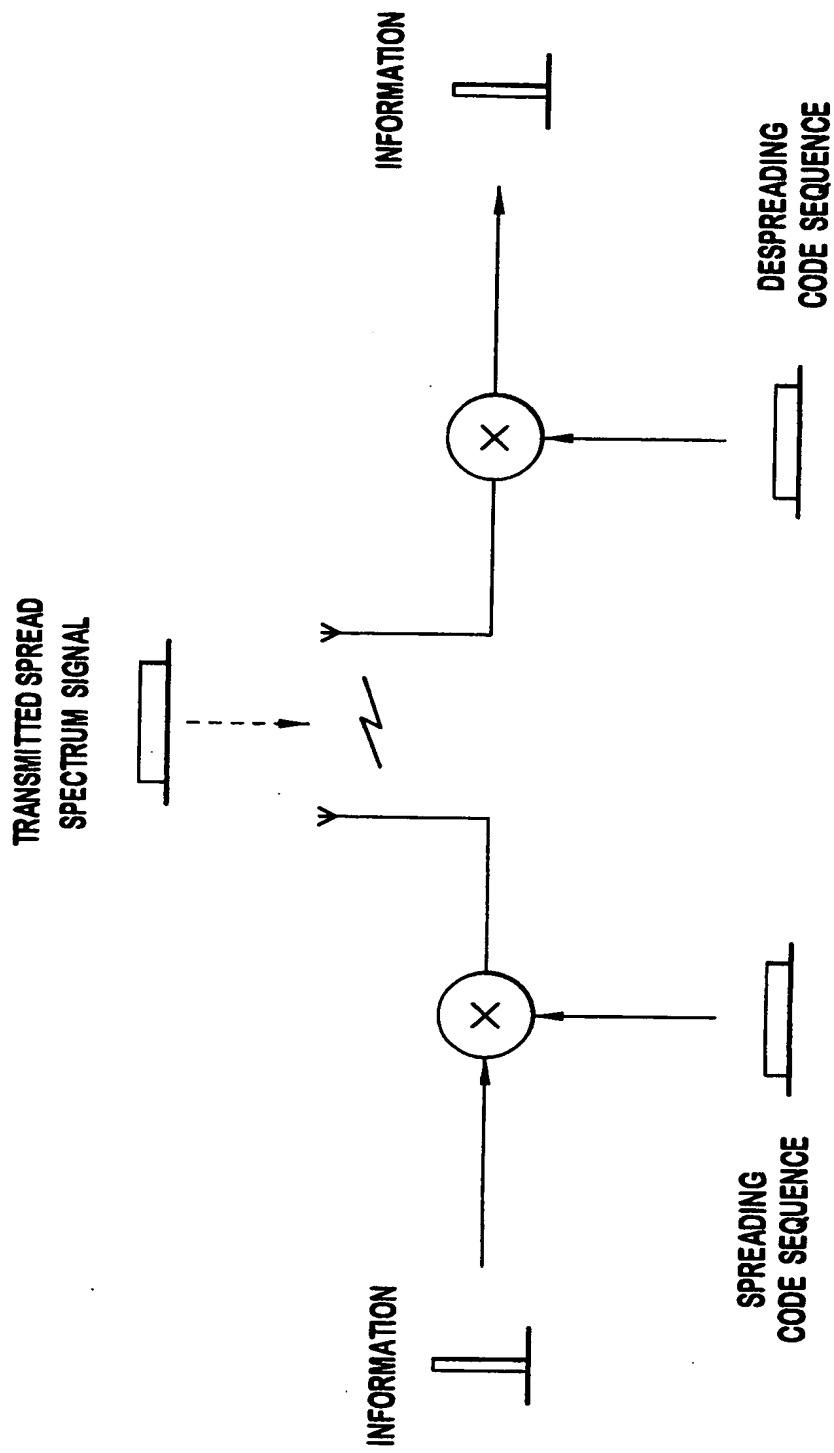 TRANSMITTED SPREAD
SPECTRUM SIGNAL
INFORMATION
INFORMATION
SPREADING
CODE SEQUENCE
DESPREADING
CODE SEQUENCE